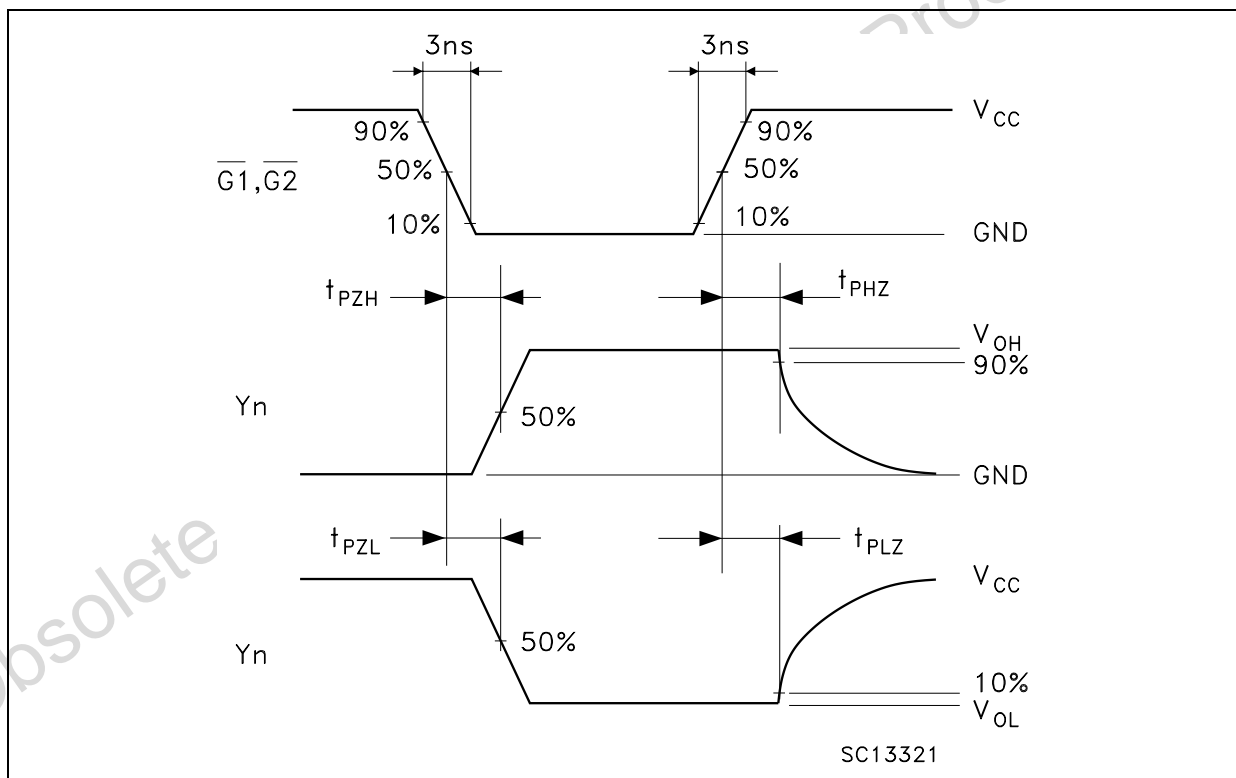 3ns 3ns
V_CC
90% 90%
G1,G2 50% 50%
10% 10%
GND
t_PZH t_PHZ
V_OH
90%
Yn 50%
GND
t_PZL t_PLZ
V_CC
Yn 50%
10%
V_OL
SC13321
Obsolete